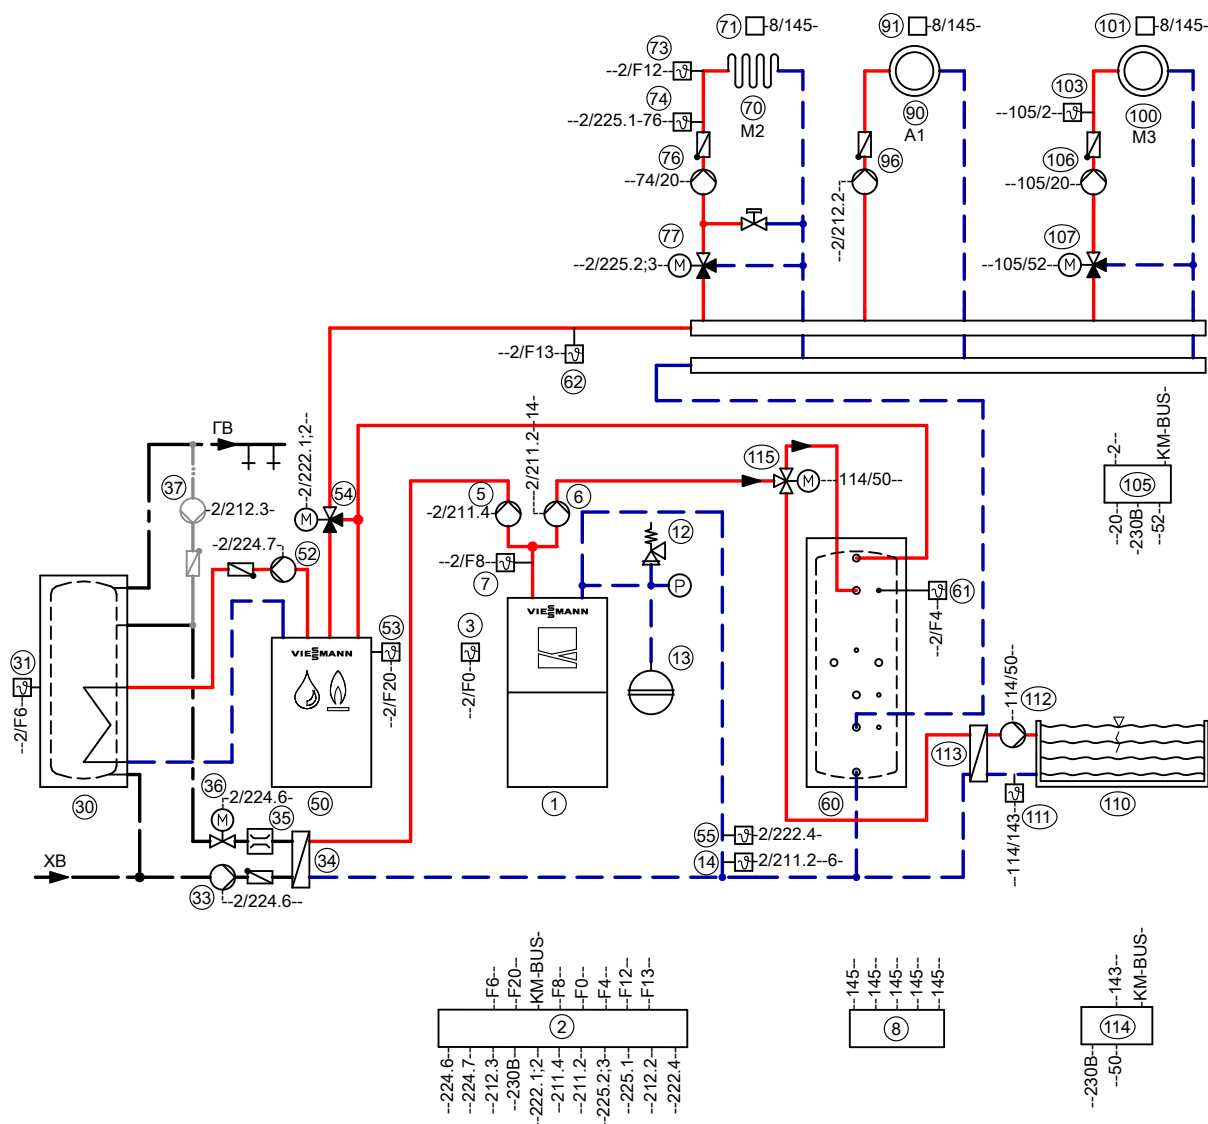 71 -8/145-
91 -8/145-
101 -8/145-
73
--2/F12--
74
--2/225.1-76-
70
M2
90
A1
103
--105/2--
100
M3
76
--74/20--
96
--2/212.2--
106
--105/20--
77
--2/225.2;3--
M
107
--105/52--
M
--2/F13--
62
ГВ
37
-2/212.3-
--2/222.1;2--
54
M
5
-2/211.4-
--2/211.2--14-
6
115
M
---114/50--
12
P
--2--
KM-BUS-
105
--20--
-230B--
--52--
-2/224.7-
52
--2/F8--
7
VIESSMANN
61
--2/F4--
31
--2/F6--
53
--2/F20--
VIESSMANN
3
--2/F0--
13
--114/50-
112
113
30
50
1
60
110
111
--114/143-
36
-2/224.6-
M
35
34
55
-2/222.4-
14
-2/211.2--6-
ХВ
33
--2/224.6--
--F6--
--F20--
--KM-BUS-
--F8--
--F0--
--F4--
--F12--
--F13--
2
--224.6-
--224.7-
--212.3-
--230B-
--222.1;2-
--211.4-
--211.2-
--225.2;3-
--225.1-
--212.2-
--222.4-
145--
145--
145--
145--
145--
8
--143--
KM-BUS-
114
--230B-
--50--